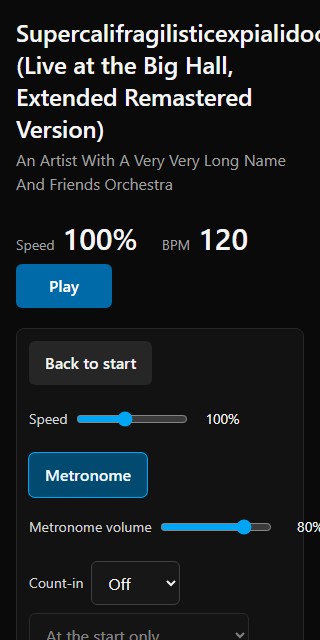 Supercalifragilisticexpialidoc
(Live at the Big Hall,
Extended Remastered
Version)
An Artist With A Very Very Long Name
And Friends Orchestra
Speed 100% BPM 120
Play
Back to start
Speed 100%
Metronome
Metronome volume 80%
Count-in Off
At the start only